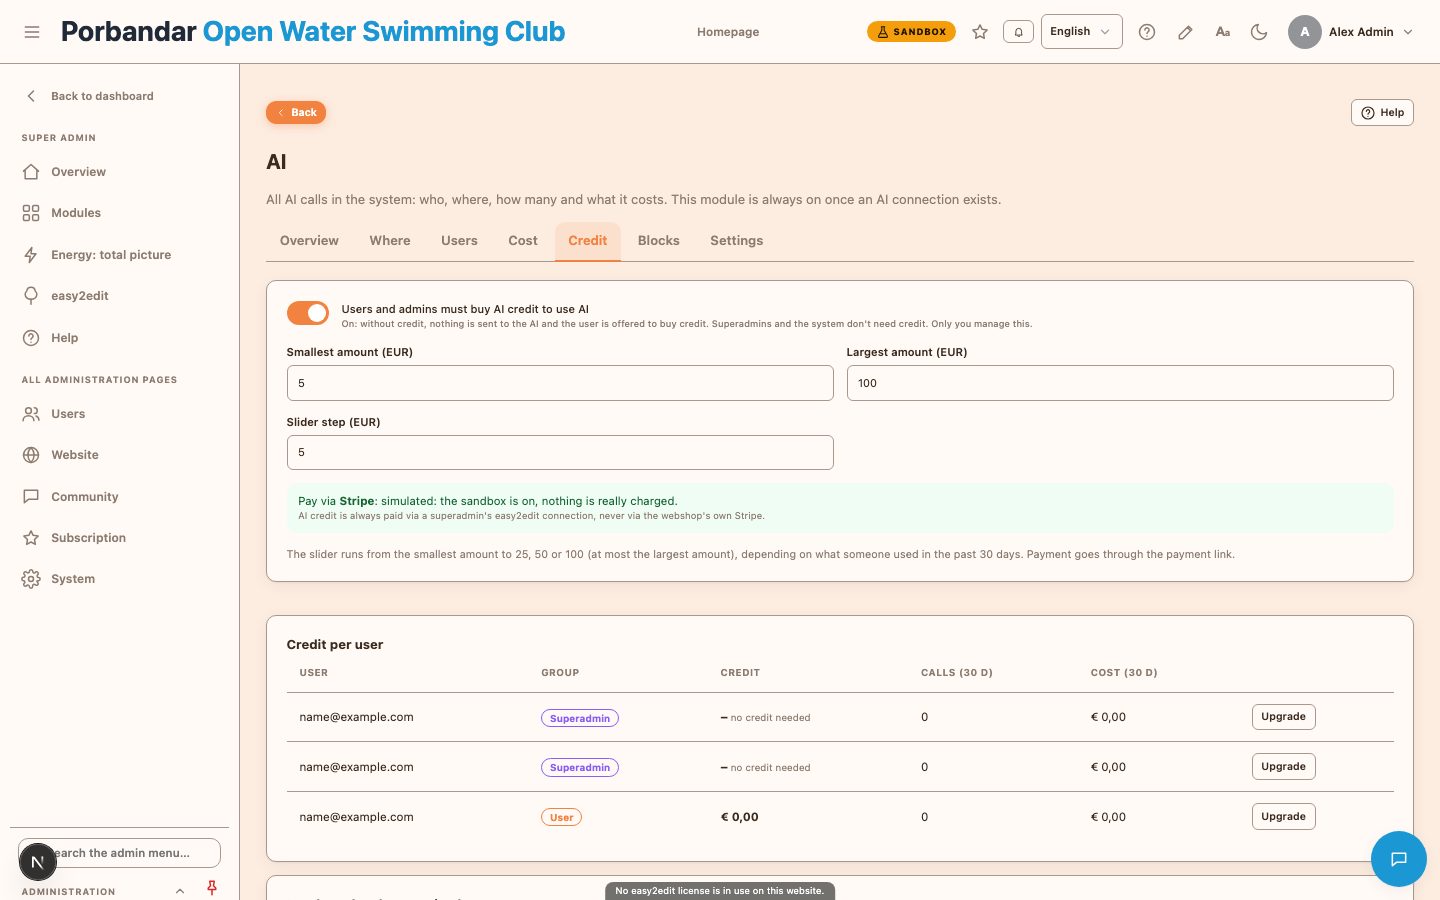 Porbandar Open Water Swimming Club
Homepage
SANDBOX
English
Aa
A
Alex Admin
Back to dashboard
SUPER ADMIN
Overview
Modules
Energy: total picture
easy2edit
Help
ALL ADMINISTRATION PAGES
Users
Website
Community
Subscription
System
earch the admin menu...
N
ADMINISTRATION
Back
Help
AI
All AI calls in the system: who, where, how many and what it costs. This module is always on once an AI connection exists.
Overview Where Users Cost Credit Blocks Settings
Users and admins must buy AI credit to use AI
On: without credit, nothing is sent to the AI and the user is offered to buy credit. Superadmins and the system don't need credit. Only you manage this.
Smallest amount (EUR) Largest amount (EUR)
5 100
Slider step (EUR)
5
Pay via Stripe: simulated: the sandbox is on, nothing is really charged.
AI credit is always paid via a superadmin's easy2edit connection, never via the webshop's own Stripe.
The slider runs from the smallest amount to 25, 50 or 100 (at most the largest amount), depending on what someone used in the past 30 days. Payment goes through the payment link.
Credit per user
USER GROUP CREDIT CALLS (30 D) COST (30 D)
name@example.com Superadmin – no credit needed 0 € 0,00 Upgrade
name@example.com Superadmin – no credit needed 0 € 0,00 Upgrade
name@example.com User € 0,00 0 € 0,00 Upgrade
No easy2edit license is in use on this website.